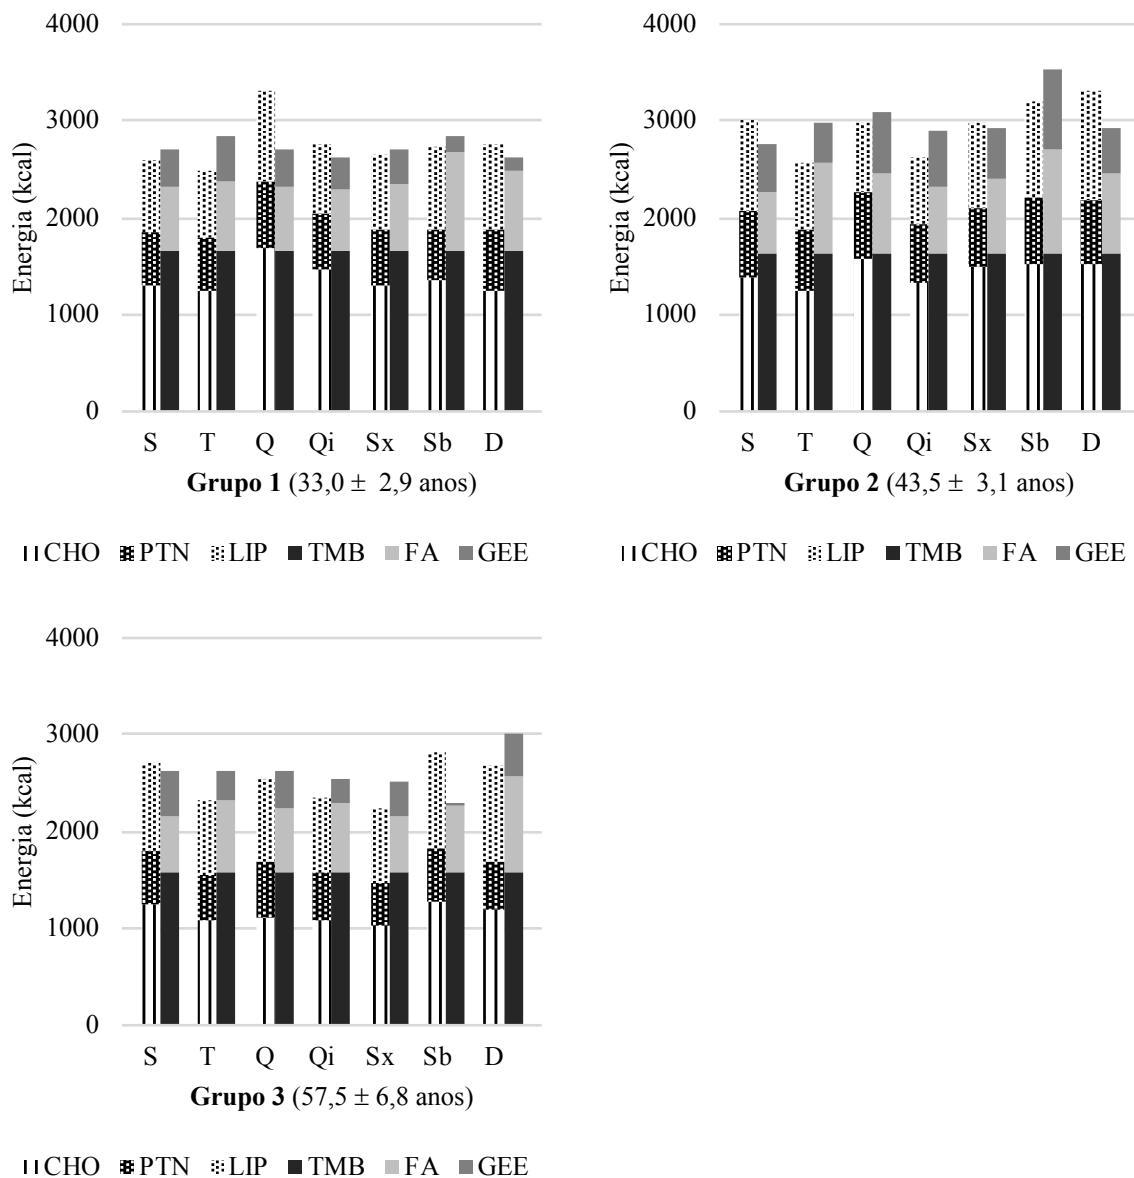 4000
3000
2000
1000
0
Energia (kcal)
S T Q Qi Sx Sb D
Grupo 1 (33,0 ± 2,9 anos)
CHO PTN LIP TMB FA GEE
4000
3000
2000
1000
0
Energia (kcal)
S T Q Qi Sx Sb D
Grupo 2 (43,5 ± 3,1 anos)
CHO PTN LIP TMB FA GEE
4000
3000
2000
1000
0
Energia (kcal)
S T Q Qi Sx Sb D
Grupo 3 (57,5 ± 6,8 anos)
CHO PTN LIP TMB FA GEE